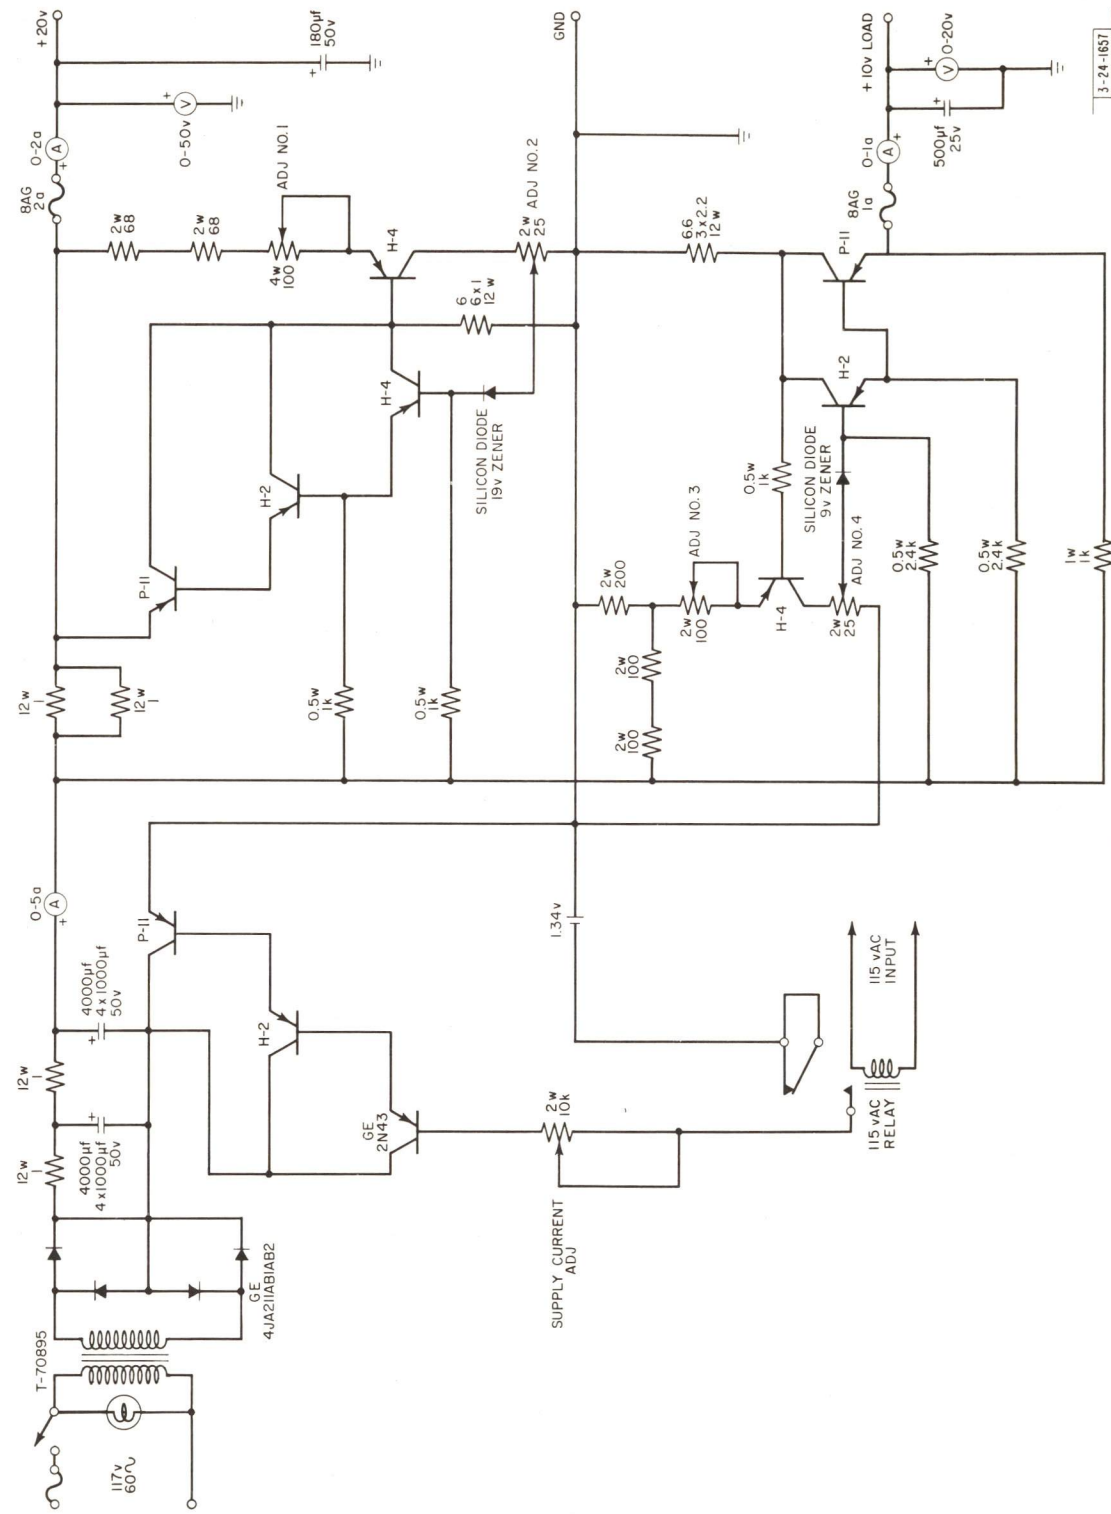 117v
60~
T-70895
GE
4JA211AB1AB2
12w
1
4000µf
4x1000µf
50v
12w
1
4000µf
4x1000µf
50v
0-5a
A
+
P-11
H-2
GE
2N43
SUPPLY CURRENT
ADJ
2w
10k
1.34v
115 vAC
RELAY
115 vAC
INPUT
12w
1
12w
1
P-11
H-2
H-4
0.5w
1k
0.5w
1k
SILICON DIODE
19v ZENER
6
6x1
12w
2w
68
2w
68
4w
100
ADJ NO.1
H-4
2w
25
ADJ NO.2
8AG
2a
0-2a
A
+
0-50v
V
+
180µf
50v
+
+20v
GND
2w
100
2w
100
2w
200
2w
100
ADJ NO. 3
H-4
2w
25
ADJ NO. 4
0.5w
1k
SILICON DIODE
9v ZENER
H-2
6.6
3x2.2
12w
P-11
0.5w
2.4k
0.5w
2.4k
1w
1k
8AG
1a
0-1a
A
+
500µf
25v
+
+10v LOAD
V
+
0-20v
3-24-1657